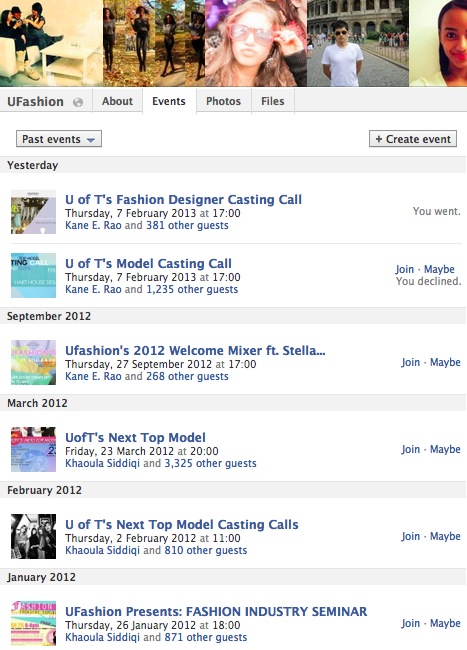 UFashion About Events Photos Files
Past events + Create event
Yesterday
U of T's Fashion Designer Casting Call
Thursday, 7 February 2013 at 17:00
Kane E. Rao and 381 other guests
You went.
U of T's Model Casting Call
Thursday, 7 February 2013 at 17:00
Kane E. Rao and 1,235 other guests
Join · Maybe
You declined.
September 2012
Ufashion's 2012 Welcome Mixer ft. Stella...
Thursday, 27 September 2012 at 17:00
Kane E. Rao and 268 other guests
Join · Maybe
March 2012
UofT's Next Top Model
Friday, 23 March 2012 at 20:00
Khaoula Siddiqi and 3,325 other guests
Join · Maybe
February 2012
U of T's Next Top Model Casting Calls
Thursday, 2 February 2012 at 11:00
Khaoula Siddiqi and 810 other guests
Join · Maybe
January 2012
UFashion Presents: FASHION INDUSTRY SEMINAR
Thursday, 26 January 2012 at 18:00
Khaoula Siddiqi and 871 other guests
Join · Maybe